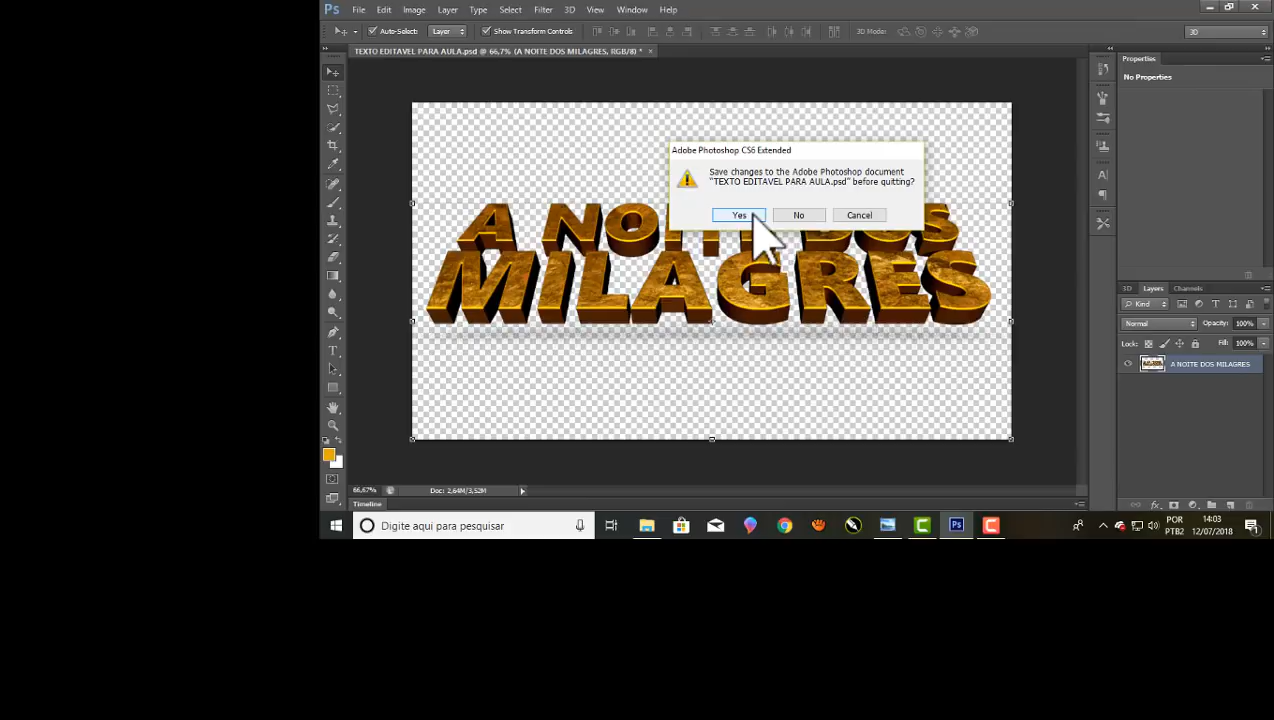 Ps File Edit Image Layer Type Select Filter 3D View Window Help
Auto-Select: Layer Show Transform Controls 3D Mode: 3D
TEXTO EDITAVEL PARA AULA.psd @ 66,7% (A NOITE DOS MILAGRES, RGB/8) * ×
Properties
No Properties
Adobe Photoshop CS6 Extended
Save changes to the Adobe Photoshop document
"TEXTO EDITAVEL PARA AULA.psd" before quitting?
Yes No Cancel
A NOITE DOS
MILAGRES
3D Layers Channels
Kind
Normal Opacity: 100%
Lock: Fill: 100%
A NOITE DOS MILAGRES
66,67% Doc: 2,64M/3,52M
Timeline
Digite aqui para pesquisar
POR 14:03
PTB2 12/07/2018